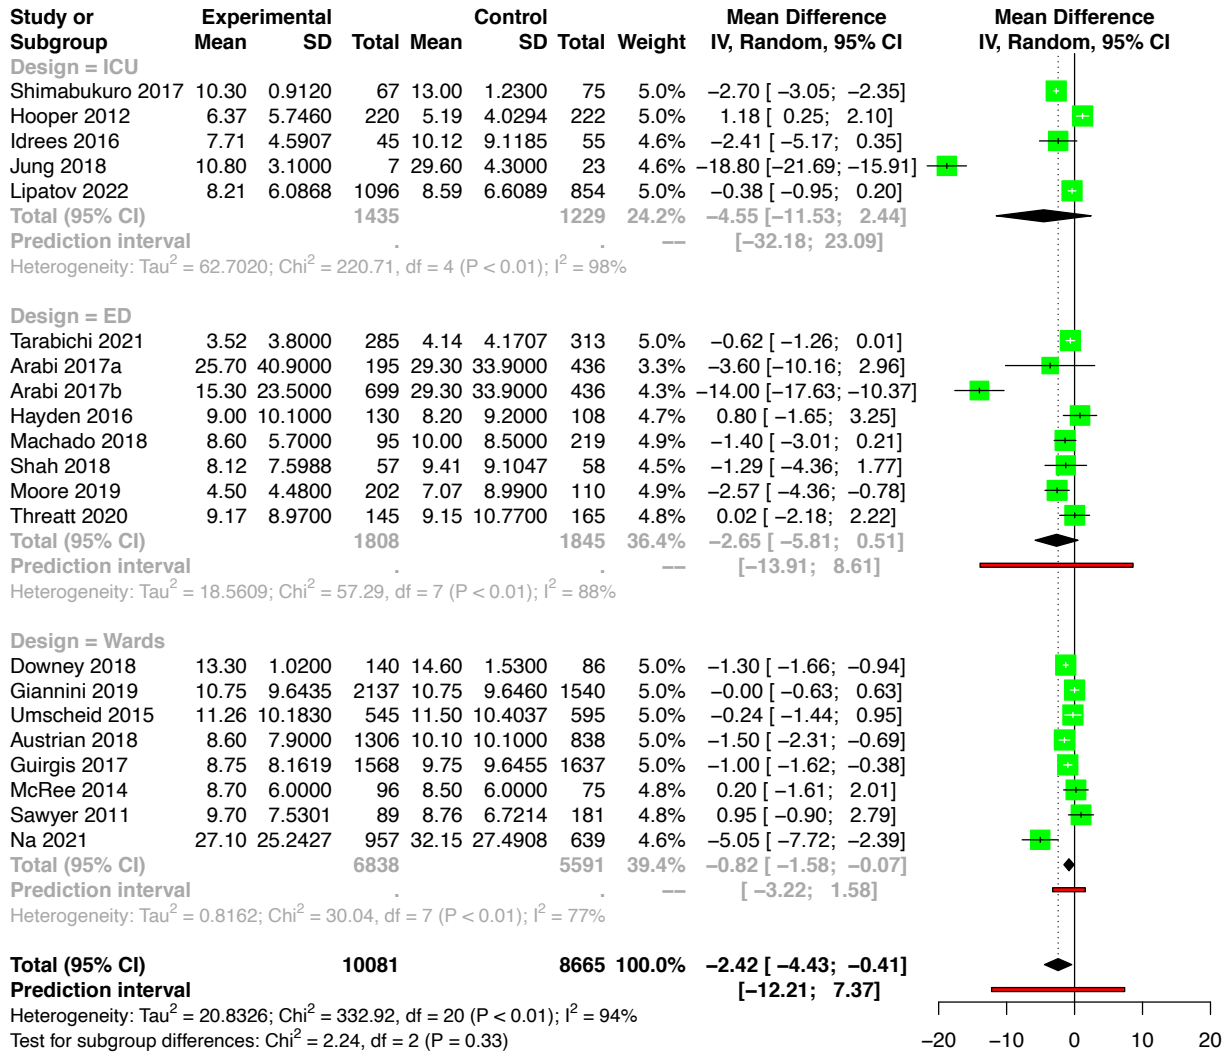 Study or Experimental Control Mean Difference Mean Difference
Subgroup Mean SD Total Mean SD Total Weight IV, Random, 95% CI IV, Random, 95% CI
Design = ICU
Shimabukuro 2017 10.30 0.9120 67 13.00 1.2300 75 5.0% −2.70 [ −3.05; −2.35]
Hooper 2012 6.37 5.7460 220 5.19 4.0294 222 5.0% 1.18 [ 0.25; 2.10]
Idrees 2016 7.71 4.5907 45 10.12 9.1185 55 4.6% −2.41 [ −5.17; 0.35]
Jung 2018 10.80 3.1000 7 29.60 4.3000 23 4.6% −18.80 [−21.69; −15.91]
Lipatov 2022 8.21 6.0868 1096 8.59 6.6089 854 5.0% −0.38 [ −0.95; 0.20]
Total (95% CI) 1435 1229 24.2% −4.55 [−11.53; 2.44]
Prediction interval . . −− [−32.18; 23.09]
Heterogeneity: Tau² = 62.7020; Chi² = 220.71, df = 4 (P < 0.01); I² = 98%
Design = ED
Tarabichi 2021 3.52 3.8000 285 4.14 4.1707 313 5.0% −0.62 [ −1.26; 0.01]
Arabi 2017a 25.70 40.9000 195 29.30 33.9000 436 3.3% −3.60 [−10.16; 2.96]
Arabi 2017b 15.30 23.5000 699 29.30 33.9000 436 4.3% −14.00 [−17.63; −10.37]
Hayden 2016 9.00 10.1000 130 8.20 9.2000 108 4.7% 0.80 [ −1.65; 3.25]
Machado 2018 8.60 5.7000 95 10.00 8.5000 219 4.9% −1.40 [ −3.01; 0.21]
Shah 2018 8.12 7.5988 57 9.41 9.1047 58 4.5% −1.29 [ −4.36; 1.77]
Moore 2019 4.50 4.4800 202 7.07 8.9900 110 4.9% −2.57 [ −4.36; −0.78]
Threatt 2020 9.17 8.9700 145 9.15 10.7700 165 4.8% 0.02 [ −2.18; 2.22]
Total (95% CI) 1808 1845 36.4% −2.65 [ −5.81; 0.51]
Prediction interval . . −− [−13.91; 8.61]
Heterogeneity: Tau² = 18.5609; Chi² = 57.29, df = 7 (P < 0.01); I² = 88%
Design = Wards
Downey 2018 13.30 1.0200 140 14.60 1.5300 86 5.0% −1.30 [ −1.66; −0.94]
Giannini 2019 10.75 9.6435 2137 10.75 9.6460 1540 5.0% −0.00 [ −0.63; 0.63]
Umscheid 2015 11.26 10.1830 545 11.50 10.4037 595 5.0% −0.24 [ −1.44; 0.95]
Austrian 2018 8.60 7.9000 1306 10.10 10.1000 838 5.0% −1.50 [ −2.31; −0.69]
Guirgis 2017 8.75 8.1619 1568 9.75 9.6455 1637 5.0% −1.00 [ −1.62; −0.38]
McRee 2014 8.70 6.0000 96 8.50 6.0000 75 4.8% 0.20 [ −1.61; 2.01]
Sawyer 2011 9.70 7.5301 89 8.76 6.7214 181 4.8% 0.95 [ −0.90; 2.79]
Na 2021 27.10 25.2427 957 32.15 27.4908 639 4.6% −5.05 [ −7.72; −2.39]
Total (95% CI) 6838 5591 39.4% −0.82 [ −1.58; −0.07]
Prediction interval . . −− [ −3.22; 1.58]
Heterogeneity: Tau² = 0.8162; Chi² = 30.04, df = 7 (P < 0.01); I² = 77%
Total (95% CI) 10081 8665 100.0% −2.42 [ −4.43; −0.41]
Prediction interval [−12.21; 7.37]
Heterogeneity: Tau² = 20.8326; Chi² = 332.92, df = 20 (P < 0.01); I² = 94%
Test for subgroup differences: Chi² = 2.24, df = 2 (P = 0.33) −20 −10 0 10 20